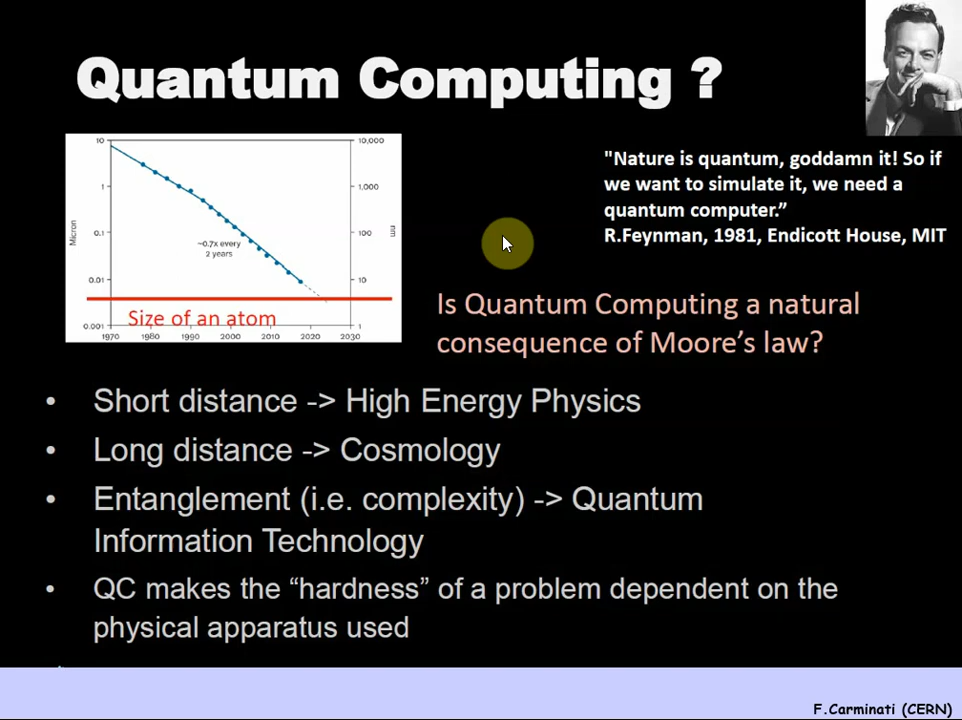 Quantum Computing ?
"Nature is quantum, goddamn it! So if
we want to simulate it, we need a
quantum computer.”
R.Feynman, 1981, Endicott House, MIT
10
1
0.1
0.01
0.001
Micron
10,000
1,000
100
10
1
nm
~0.7x every
2 years
Size of an atom
1970 1980 1990 2000 2010 2020 2030
Is Quantum Computing a natural
consequence of Moore’s law?
• Short distance -> High Energy Physics
• Long distance -> Cosmology
• Entanglement (i.e. complexity) -> Quantum
Information Technology
• QC makes the “hardness” of a problem dependent on the
physical apparatus used
F.Carminati (CERN)